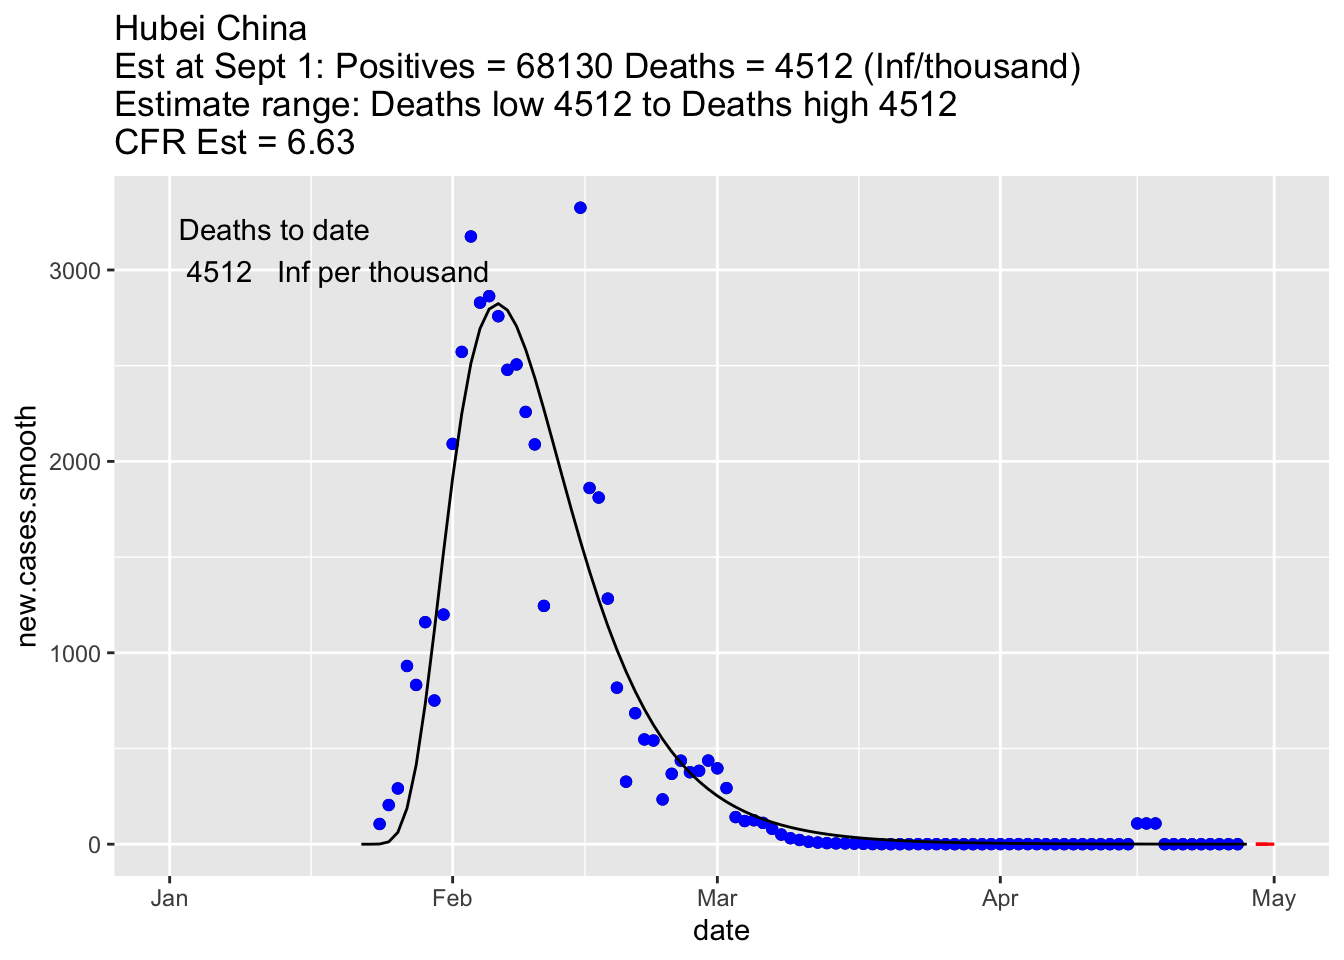 Hubei China
Est at Sept 1: Positives = 68130 Deaths = 4512 (Inf/thousand)
Estimate range: Deaths low 4512 to Deaths high 4512
CFR Est = 6.63
Deaths to date
4512 Inf per thousand
3000
2000
1000
0
new.cases.smooth
Jan Feb Mar Apr May
date